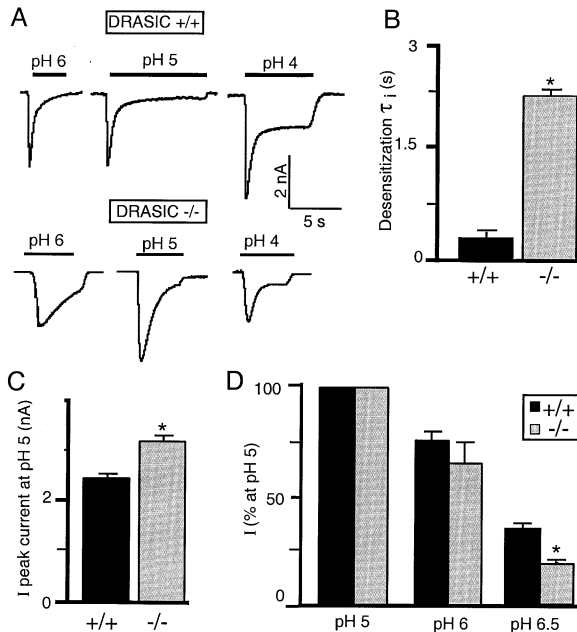 A
DRASIC +/+
pH 6
pH 5
pH 4
2 nA
5 s
DRASIC -/-
pH 6
pH 5
pH 4
B
Desensitization τi (s)
3
1.5
0
*
+/+
-/-
C
I peak current at pH 5 (nA)
2
0
*
+/+
-/-
D
I (% at pH 5)
100
50
0
+/+
-/-
*
pH 5
pH 6
pH 6.5